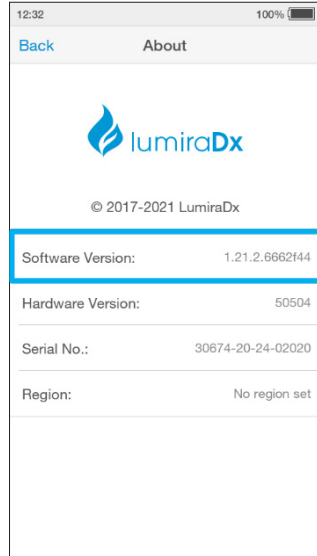 12:32 100%
Back About
lumiraDx
© 2017-2021 LumiraDx
Software Version: 1.21.2.6662f44
Hardware Version: 50504
Serial No.: 30674-20-24-02020
Region: No region set